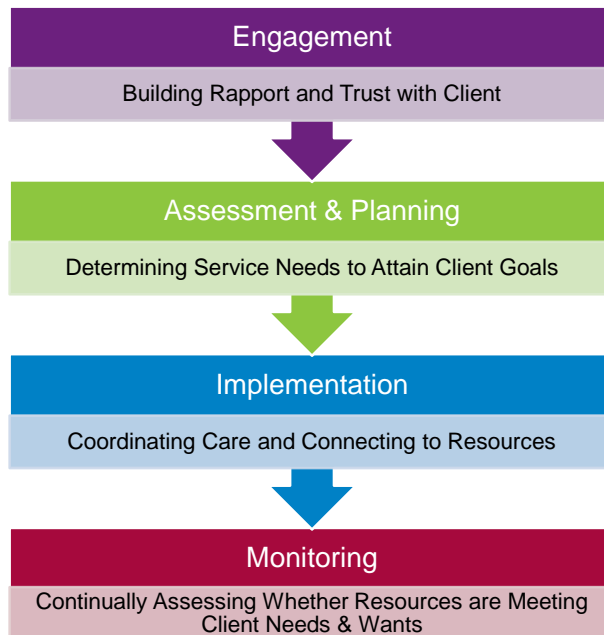 Engagement
Building Rapport and Trust with Client
Assessment & Planning
Determining Service Needs to Attain Client Goals
Implementation
Coordinating Care and Connecting to Resources
Monitoring
Continually Assessing Whether Resources are Meeting
Client Needs & Wants